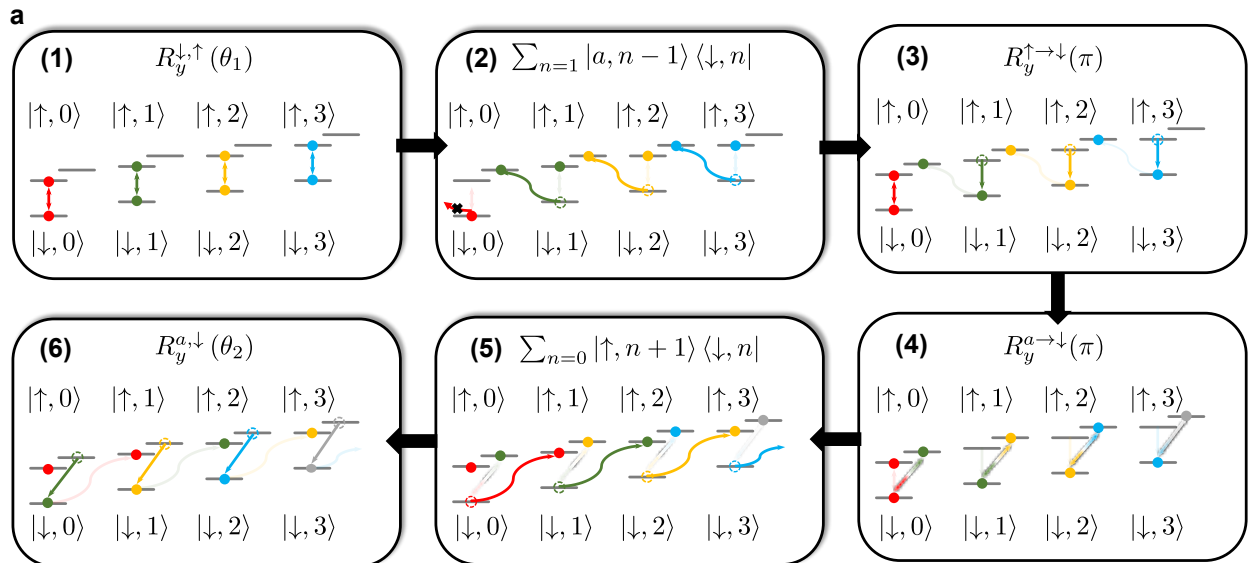 a
(1) $R_y^{\downarrow,\uparrow}(\theta_1)$
|↑, 0⟩ |↑, 1⟩ |↑, 2⟩ |↑, 3⟩
|↓, 0⟩ |↓, 1⟩ |↓, 2⟩ |↓, 3⟩
(2) $\sum_{n=1} |a, n-1\rangle \langle\downarrow, n|$
|↑, 0⟩ |↑, 1⟩ |↑, 2⟩ |↑, 3⟩
|↓, 0⟩ |↓, 1⟩ |↓, 2⟩ |↓, 3⟩
(3) $R_y^{\uparrow\to\downarrow}(\pi)$
|↑, 0⟩ |↑, 1⟩ |↑, 2⟩ |↑, 3⟩
|↓, 0⟩ |↓, 1⟩ |↓, 2⟩ |↓, 3⟩
(4) $R_y^{a\to\downarrow}(\pi)$
|↑, 0⟩ |↑, 1⟩ |↑, 2⟩ |↑, 3⟩
|↓, 0⟩ |↓, 1⟩ |↓, 2⟩ |↓, 3⟩
(5) $\sum_{n=0} |\uparrow, n+1\rangle \langle\downarrow, n|$
|↑, 0⟩ |↑, 1⟩ |↑, 2⟩ |↑, 3⟩
|↓, 0⟩ |↓, 1⟩ |↓, 2⟩ |↓, 3⟩
(6) $R_y^{a,\downarrow}(\theta_2)$
|↑, 0⟩ |↑, 1⟩ |↑, 2⟩ |↑, 3⟩
|↓, 0⟩ |↓, 1⟩ |↓, 2⟩ |↓, 3⟩